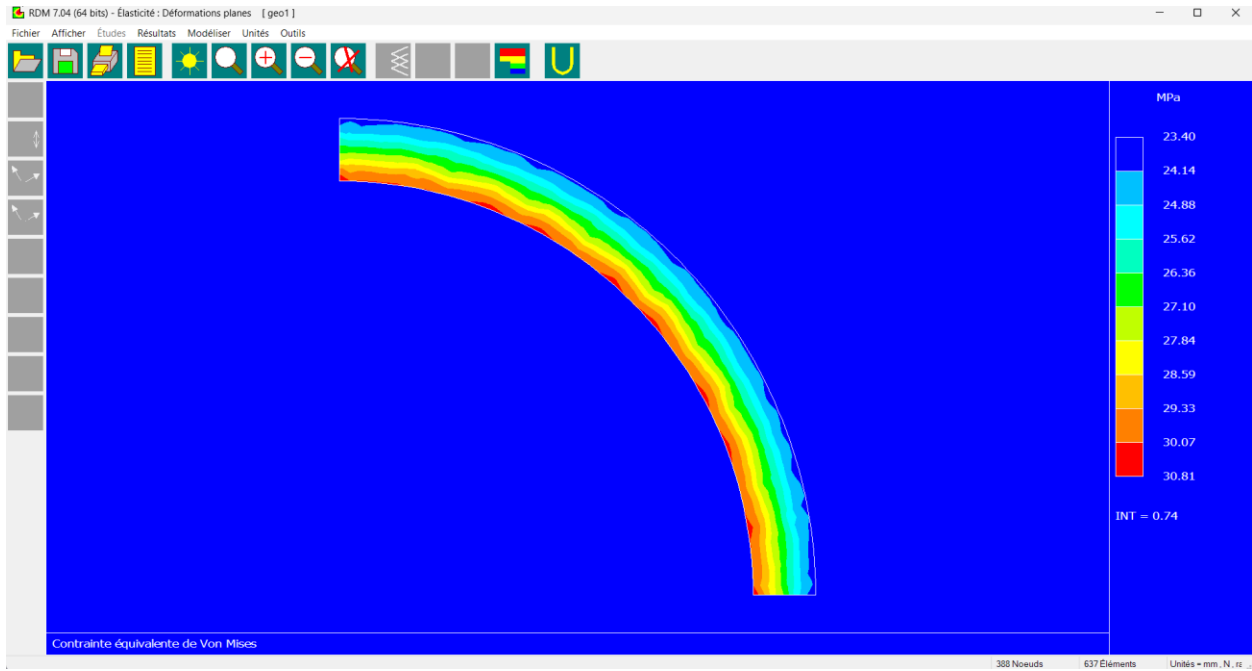 RDM 7.04 (64 bits) - Élasticité : Déformations planes [ geo1 ]
Fichier Afficher Études Résultats Modéliser Unités Outils
MPa
23.40
24.14
24.88
25.62
26.36
27.10
27.84
28.59
29.33
30.07
30.81
INT = 0.74
Contrainte équivalente de Von Mises
388 Noeuds 637 Éléments Unités = mm , N ,